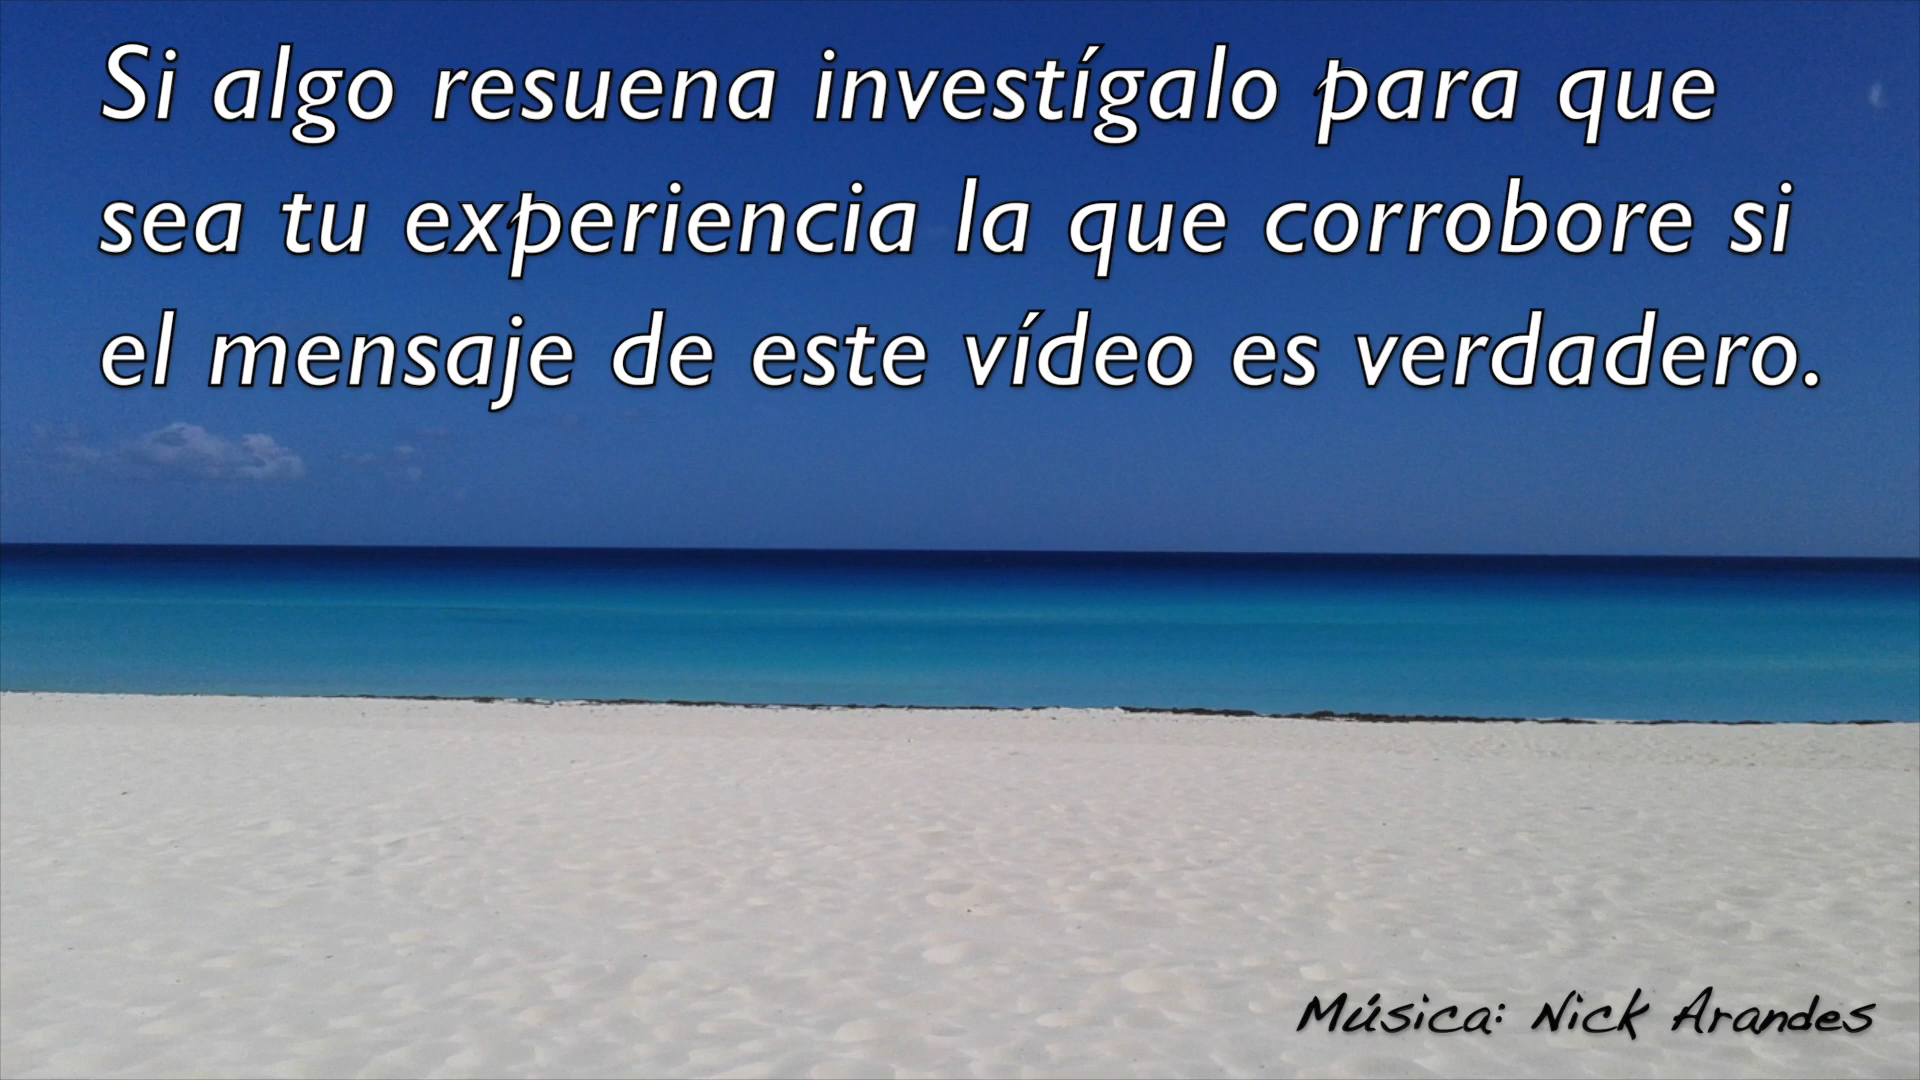 Si algo resuena investígalo para que
sea tu experiencia la que corrobore si
el mensaje de este vídeo es verdadero.
Música: Nick Arandes